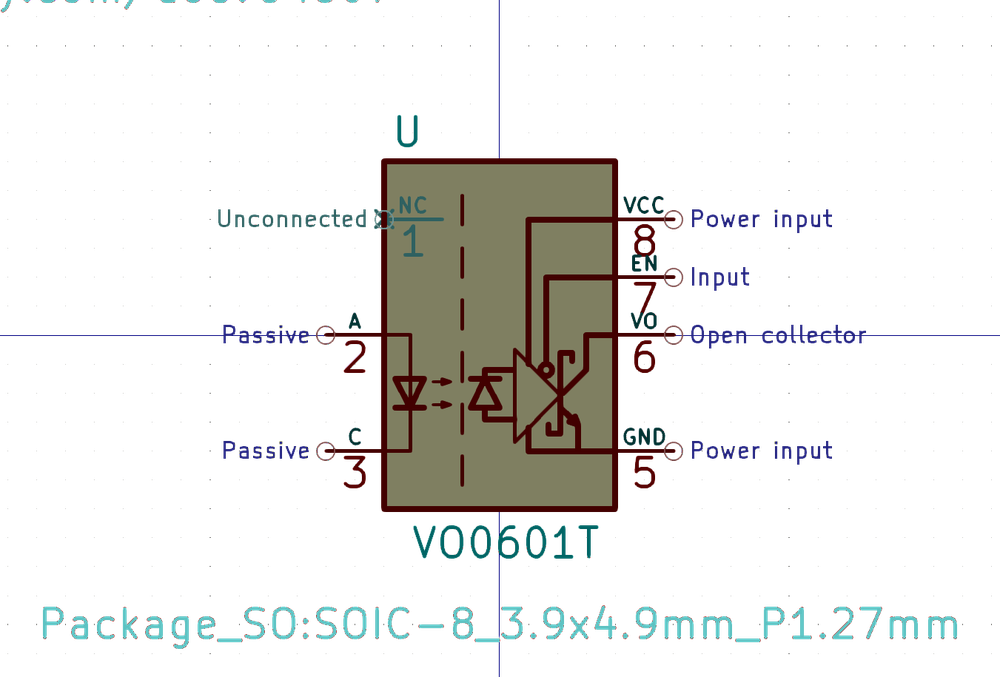 U
Unconnected NC VCC Power input
1 8
EN Input
7
Passive A VO Open collector
2 6
Passive C GND Power input
3 5
VO0601T
Package_SO:SOIC-8_3.9x4.9mm_P1.27mm